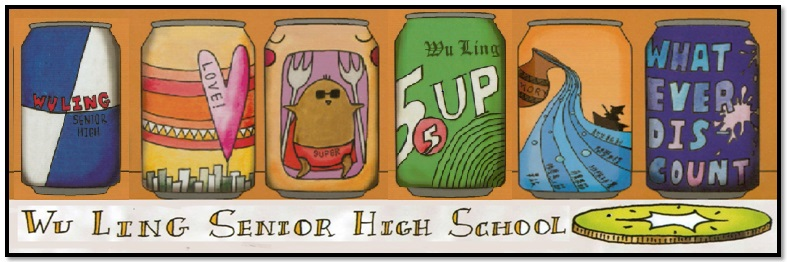 WULING
SENIOR
HIGH
LOVE!
SUPER
Wu Ling
5 UP
5
MORY
WHAT
EVER
DIS
COUNT
WU LING SENIOR HIGH SCHOOL